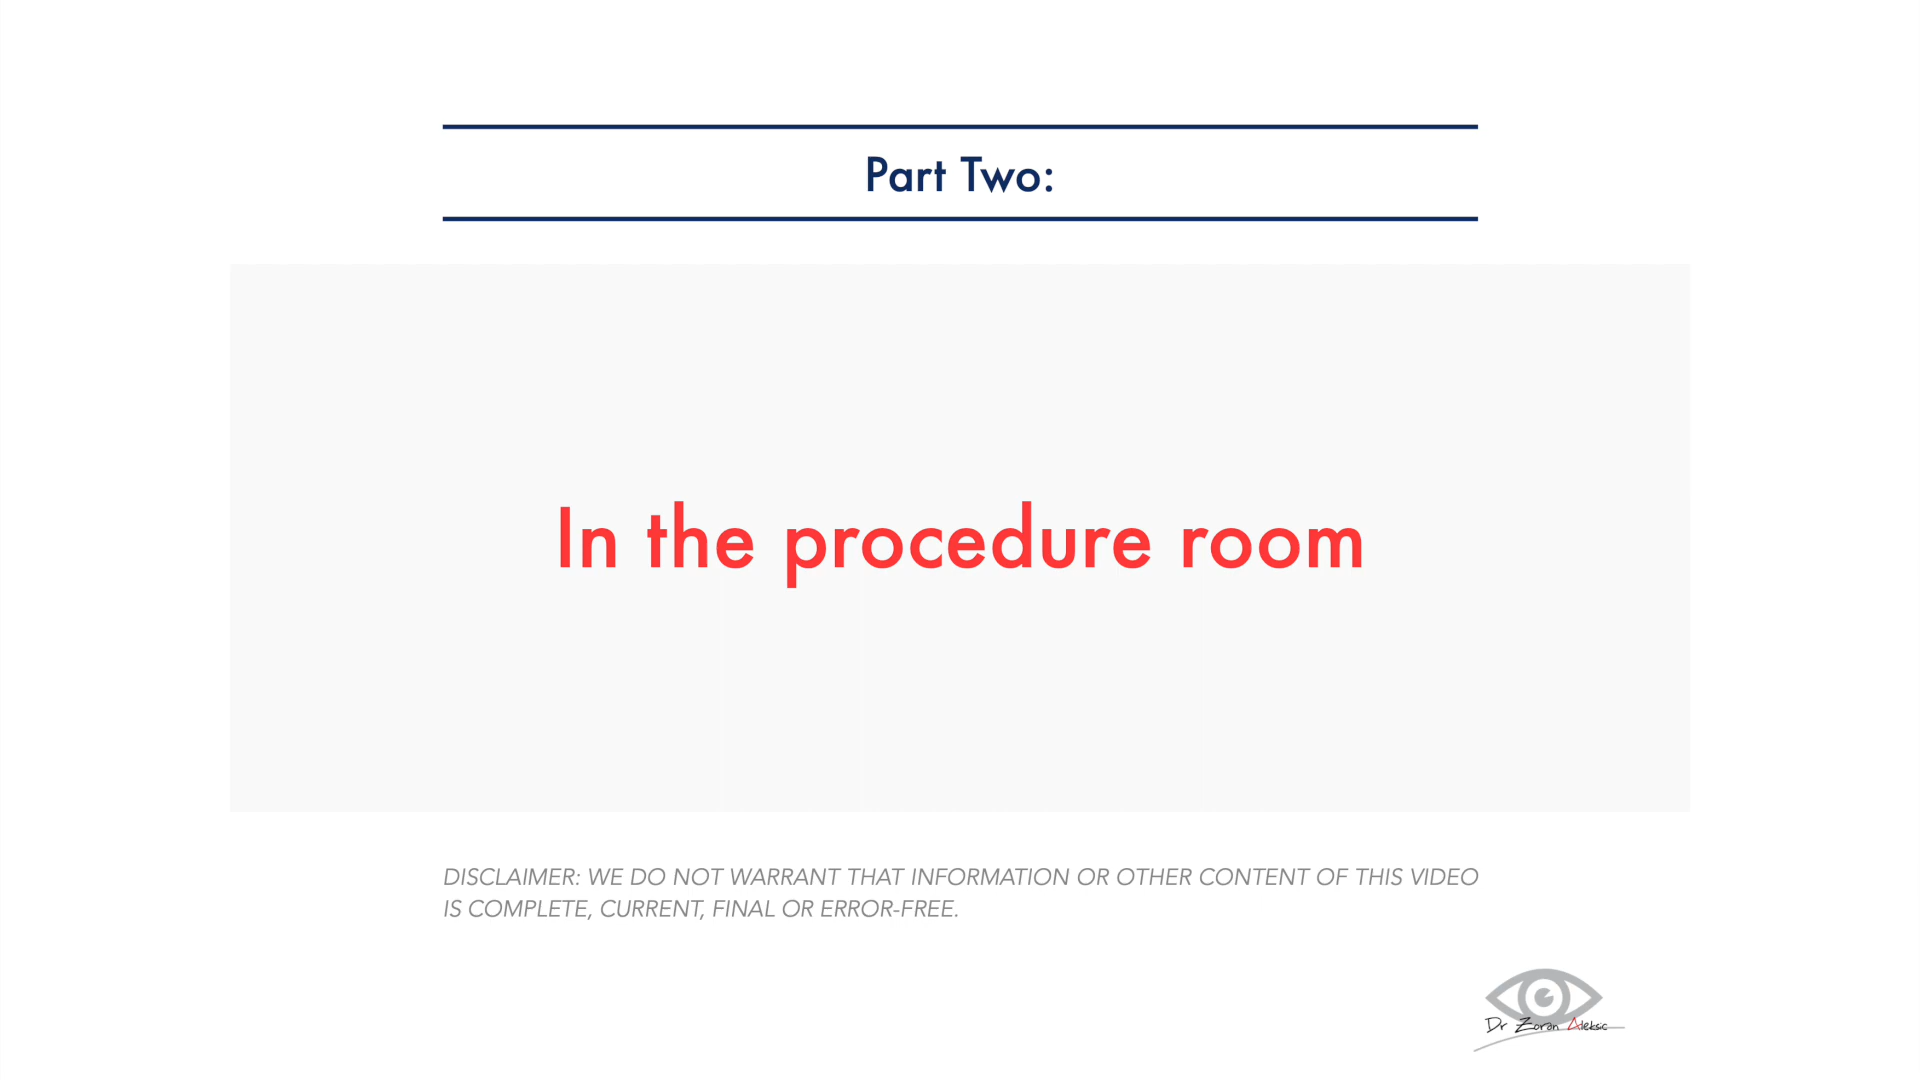 Part Two:
In the procedure room
DISCLAIMER: WE DO NOT WARRANT THAT INFORMATION OR OTHER CONTENT OF THIS VIDEO
IS COMPLETE, CURRENT, FINAL OR ERROR-FREE.
Dr Zoran Aleksic